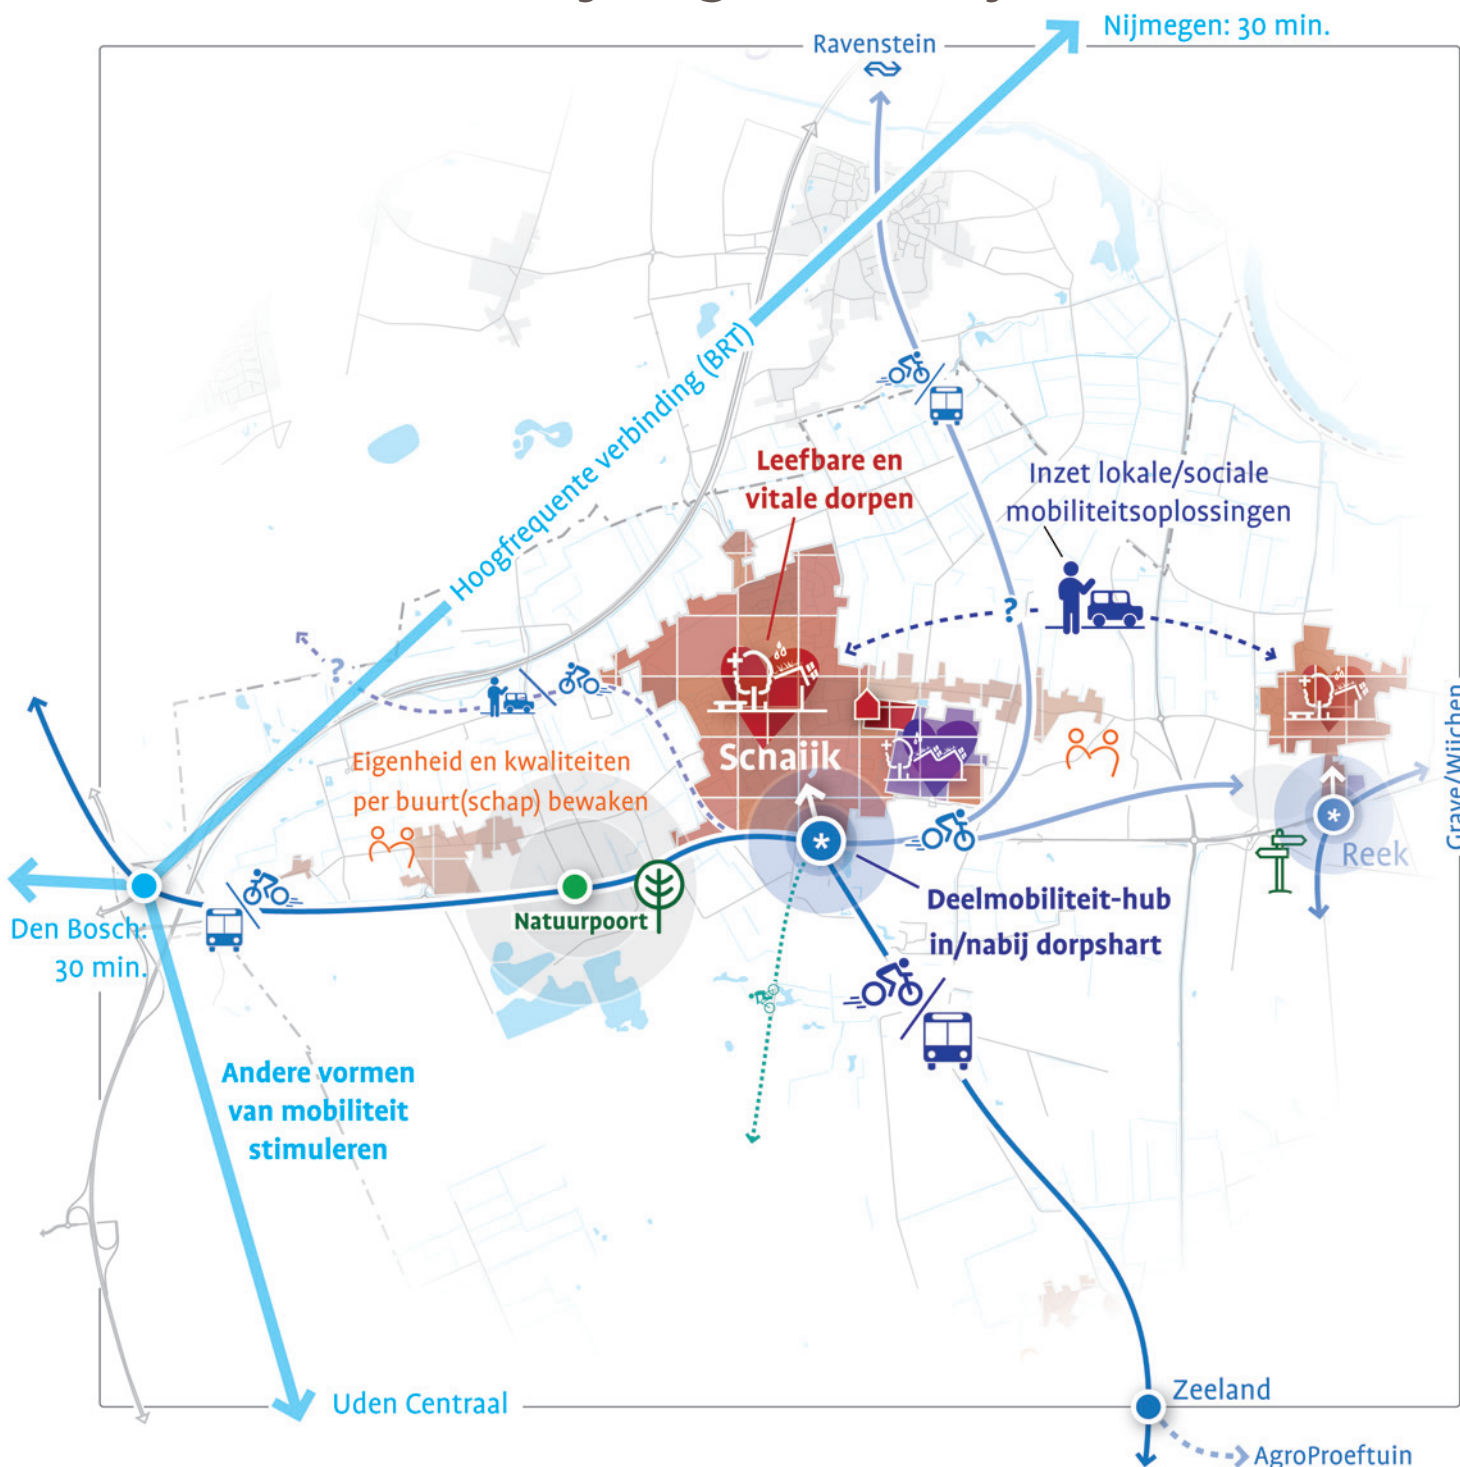 Nijmegen: 30 min.
Ravenstein
Hoogfrequente verbinding (BRT)
Leefbare en
vitale dorpen
Inzet lokale/sociale
mobiliteitsoplossingen
?
?
Schaijk
Eigenheid en kwaliteiten
per buurt(schap) bewaken
Grave/Wijchen
*
*
Reek
Natuurpoort
Deelmobiliteit-hub
in/nabij dorpshart
Den Bosch:
30 min.
Andere vormen
van mobiliteit
stimuleren
Uden Centraal
Zeeland
AgroProeftuin